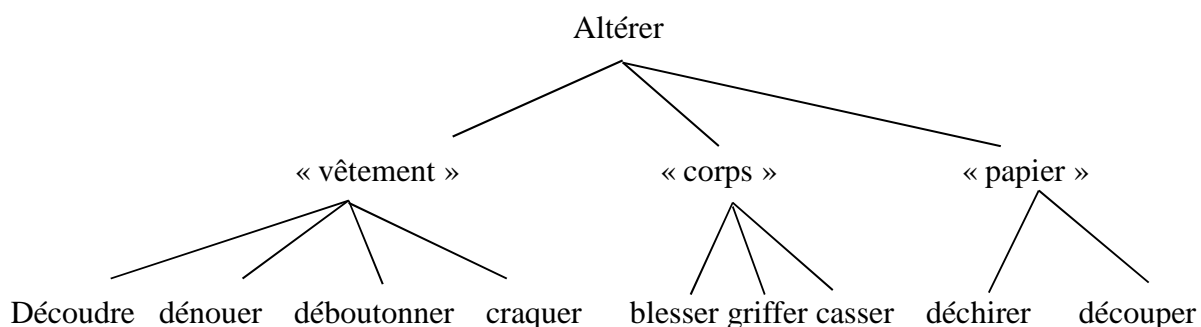 Altérer
« vêtement » « corps » « papier »
Découdre dénouer déboutonner craquer blesser griffer casser déchirer découper